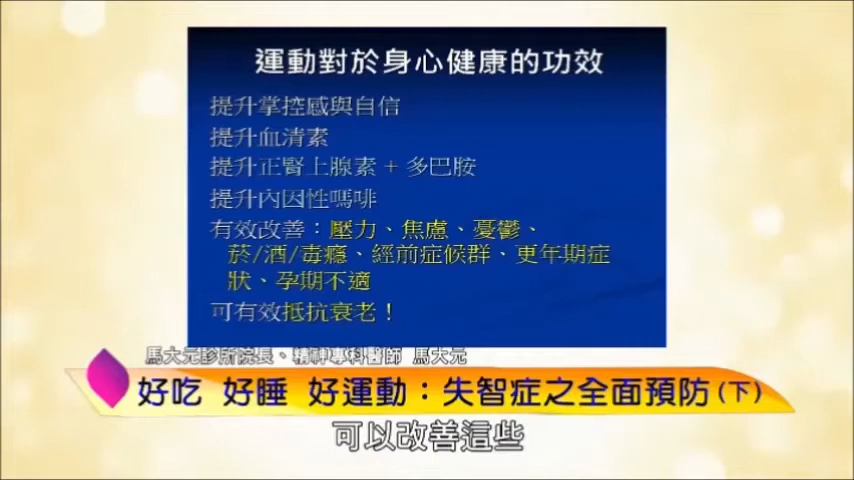 運動對於身心健康的功效
提升掌控感與自信
提升血清素
提升正腎上腺素 + 多巴胺
提升內因性嗎啡
有效改善：壓力、焦慮、憂鬱、
菸/酒/毒癮、經前症候群、更年期症
狀、孕期不適
可有效抵抗衰老！
馬大元診所院長、精神專科醫師 馬大元
好吃 好睡 好運動：失智症之全面預防(下)
可以改善這些